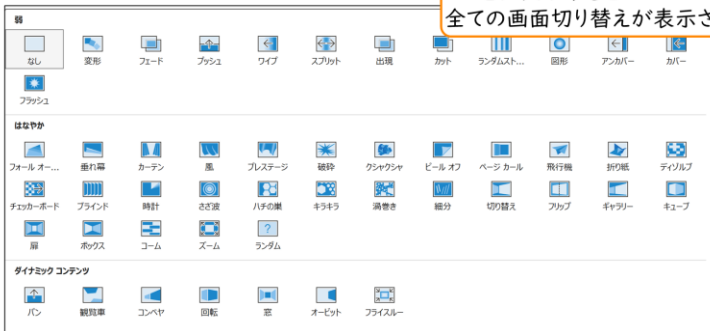 全ての画面切り替えが表示さ
弱
なし 変形 フェード プッシュ ワイプ スプリット 出現 カット ランダムスト... 図形 アンカバー カバー
フラッシュ
はなやか
フォール オー... 垂れ幕 カーテン 風 プレステージ 破砕 クシャクシャ ピール オフ ページ カール 飛行機 折り紙 ディゾルブ
チェッカーボード ブラインド 時計 さざ波 ハチの巣 キラキラ 渦巻き 細分 切り替え フリップ ギャラリー キューブ
扉 ボックス コーム ズーム ランダム
ダイナミック コンテンツ
パン 観覧車 コンベヤ 回転 窓 オービット フライスルー